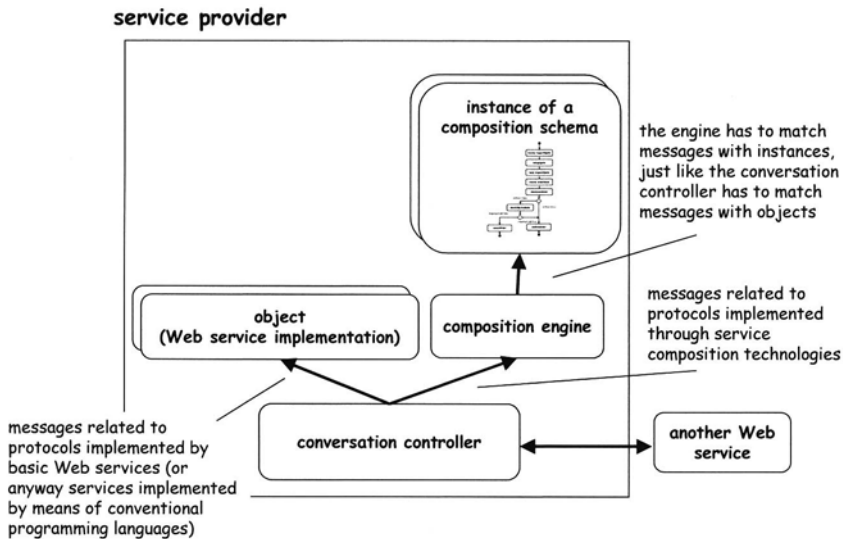 service provider
instance of a
composition schema
the engine has to match
messages with instances,
just like the conversation
controller has to match
messages with objects
object
(Web service implementation)
composition engine
messages related to
protocols implemented
through service
composition technologies
messages related to
protocols implemented by
basic Web services (or
anyway services implemented
by means of conventional
programming languages)
conversation controller
another Web
service